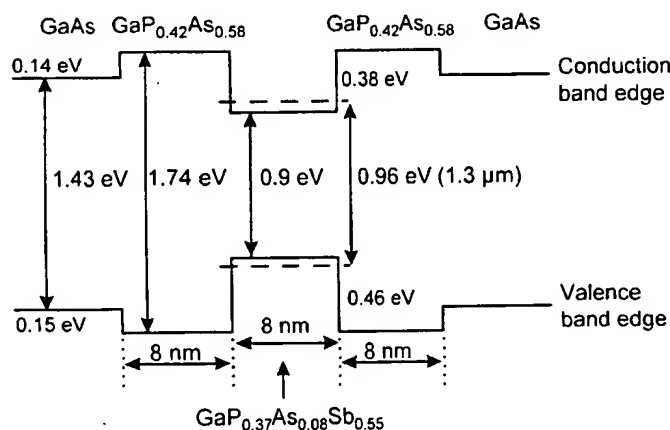 GaAs GaP0.42As0.58 GaP0.42As0.58 GaAs
0.14 eV 0.38 eV Conduction
band edge
1.43 eV 1.74 eV 0.9 eV 0.96 eV (1.3 µm)
0.46 eV Valence
0.15 eV band edge
8 nm 8 nm 8 nm
GaP0.37As0.08Sb0.55